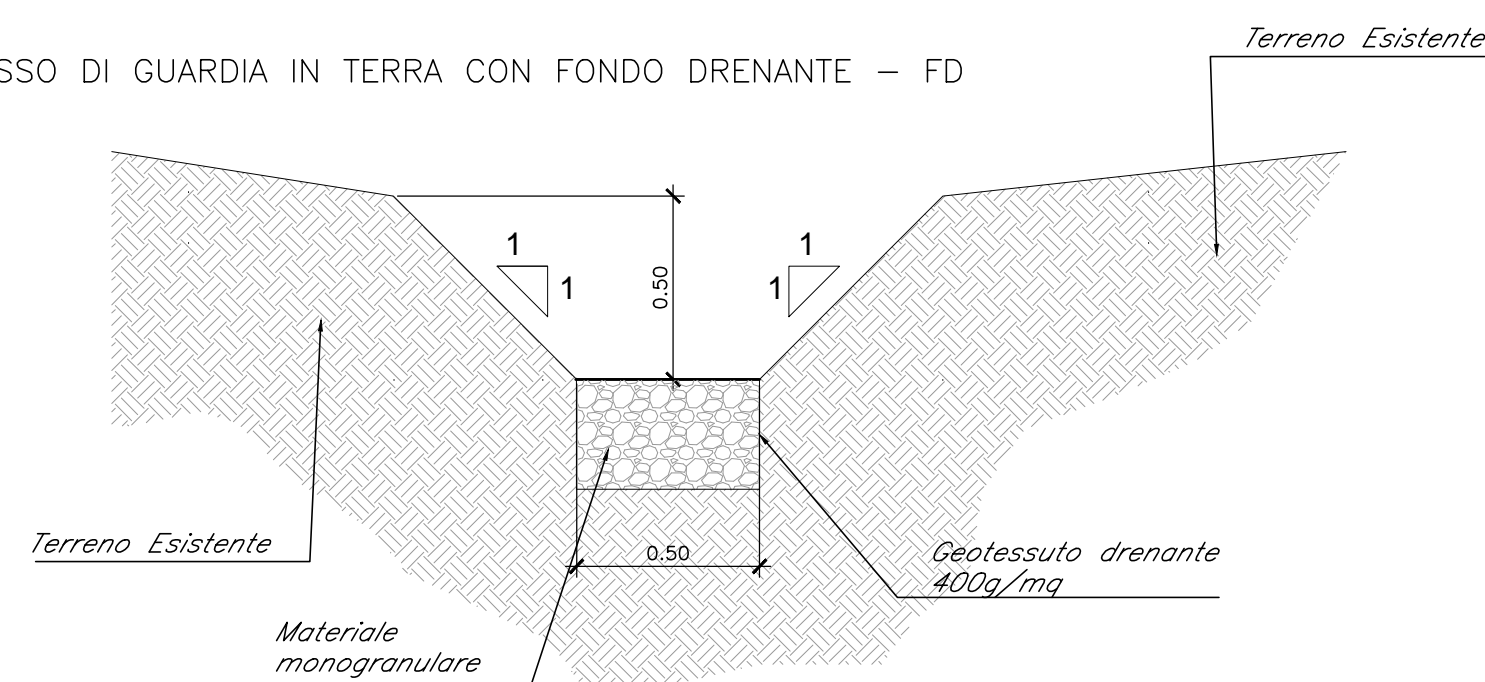 SSO DI GUARDIA IN TERRA CON FONDO DRENANTE – FD
Terreno Esistente
1
1
0.50
1
1
Terreno Esistente
0.50
Geotessuto drenante
400g/mq
Materiale
monogranulare